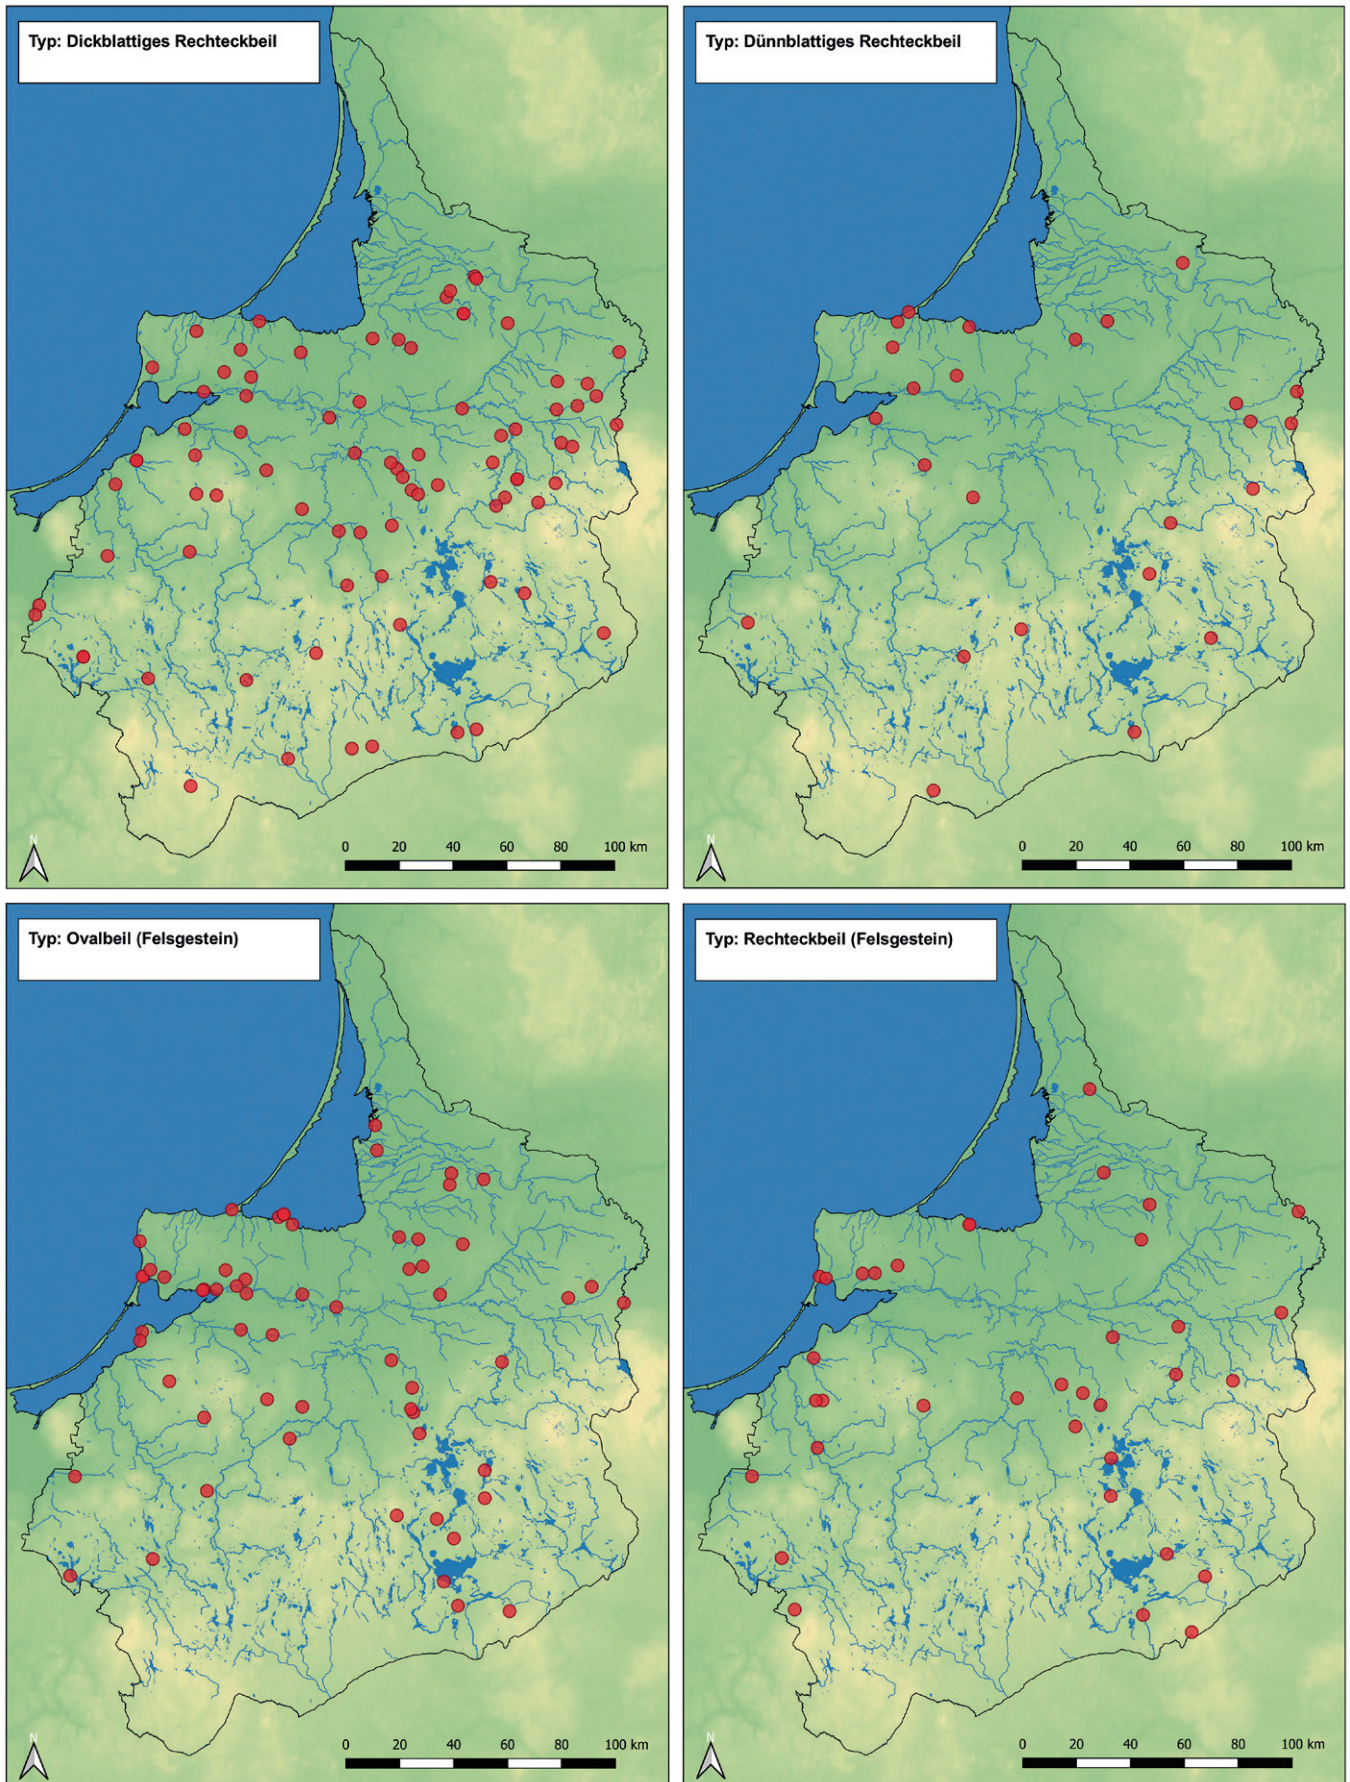 Typ: Dickblattiges Rechteckbeil
N
0 20 40 60 80 100 km
Typ: Dünnblattiges Rechteckbeil
N
0 20 40 60 80 100 km
Typ: Ovalbeil (Felsgestein)
N
0 20 40 60 80 100 km
Typ: Rechteckbeil (Felsgestein)
N
0 20 40 60 80 100 km